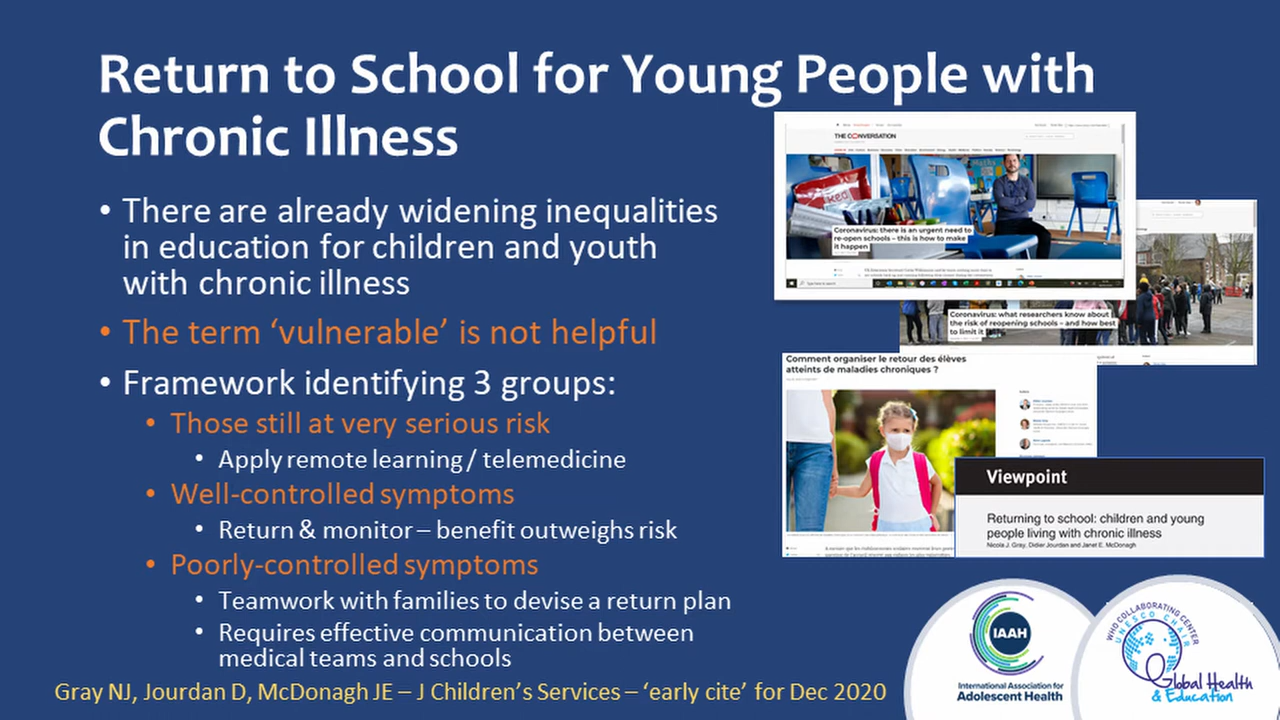 Return to School for Young People with
Chronic Illness
• There are already widening inequalities
in education for children and youth
with chronic illness
• The term ‘vulnerable’ is not helpful
• Framework identifying 3 groups:
• Those still at very serious risk
• Apply remote learning / telemedicine
• Well-controlled symptoms
• Return & monitor – benefit outweighs risk
• Poorly-controlled symptoms
• Teamwork with families to devise a return plan
• Requires effective communication between
medical teams and schools
Gray NJ, Jourdan D, McDonagh JE – J Children’s Services – ‘early cite’ for Dec 2020
THE CONVERSATION
Coronavirus: there is an urgent need to
re-open schools – this is how to make
it happen
Coronavirus: what researchers know about
the risk of reopening schools – and how best
to limit it
Comment organiser le retour des élèves
atteints de maladies chroniques ?
Viewpoint
Returning to school: children and young
people living with chronic illness
Nicola J. Gray, Didier Jourdan and Janet E. McDonagh
IAAH
International Association for
Adolescent Health
WHO COLLABORATING CENTER
UNESCO CHAIR
Global Health
& Education